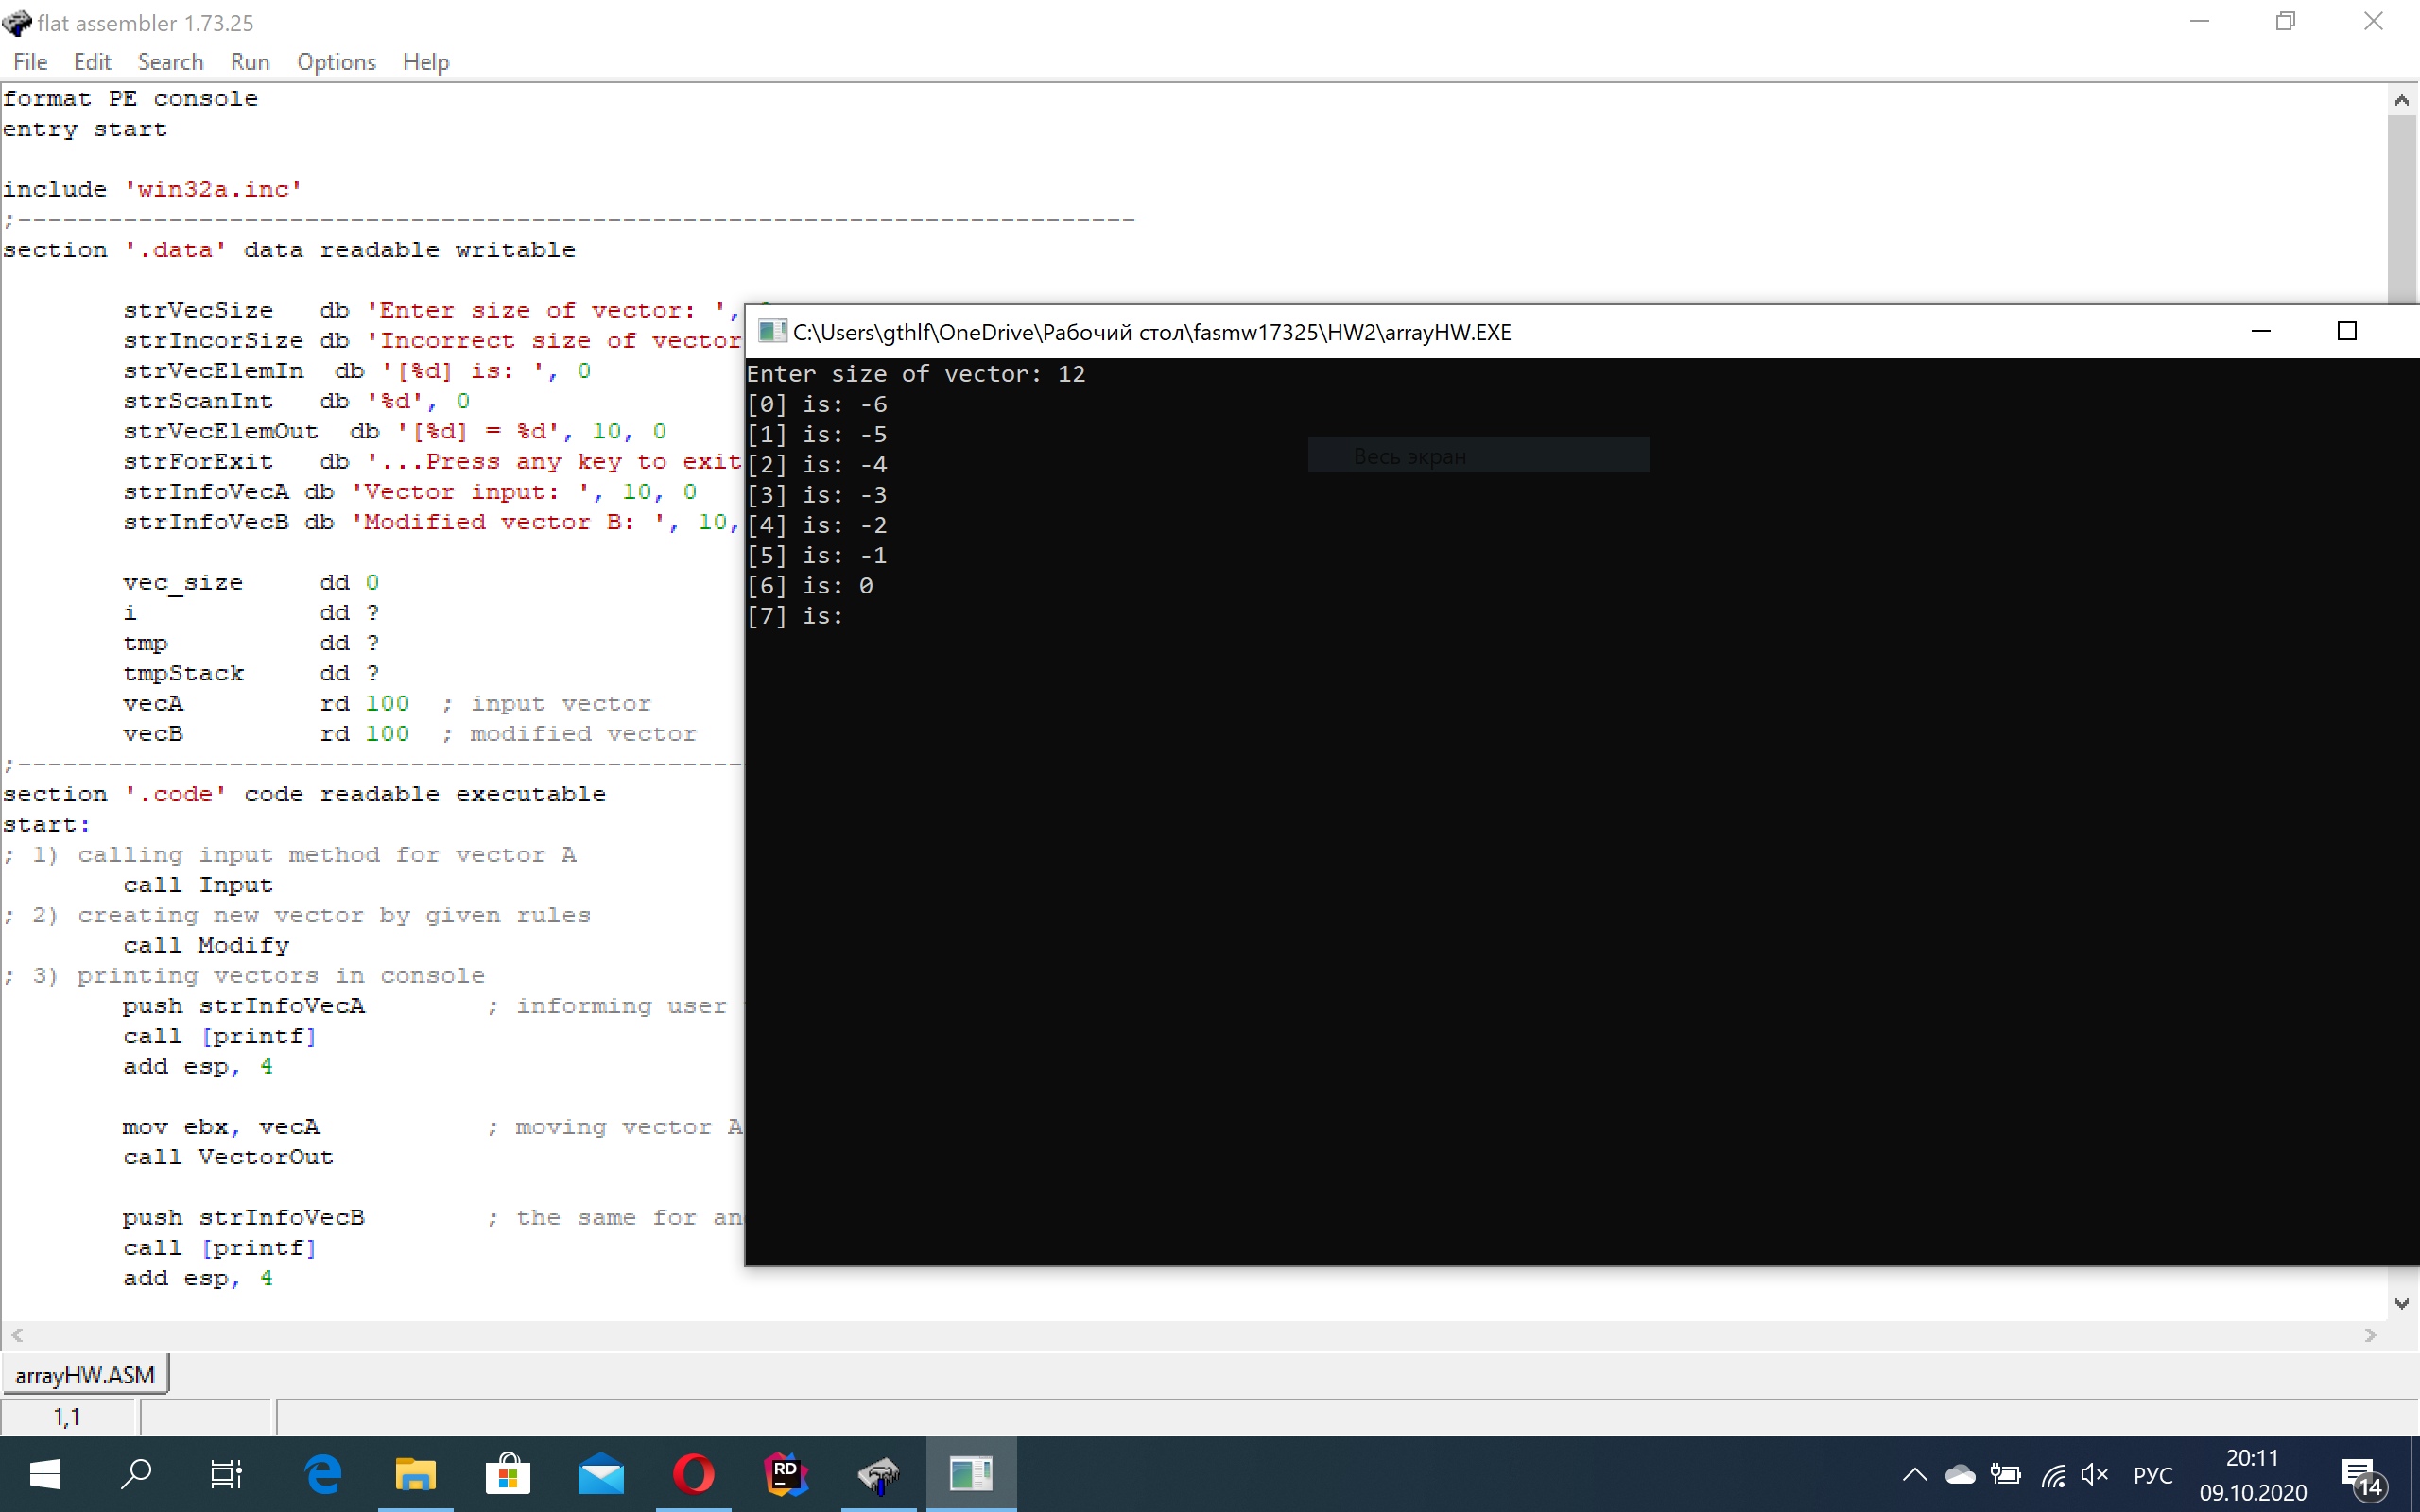 flat assembler 1.73.25
File Edit Search Run Options Help
format PE console
entry start
include 'win32a.inc'
;--------------------------------------------------------------------------
section '.data' data readable writable
strVecSize db 'Enter size of vector: ',
strIncorSize db 'Incorrect size of vector
strVecElemIn db '[%d] is: ', 0
strScanInt db '%d', 0
strVecElemOut db '[%d] = %d', 10, 0
strForExit db '...Press any key to exit
strInfoVecA db 'Vector input: ', 10, 0
strInfoVecB db 'Modified vector B: ', 10,
vec_size dd 0
i dd ?
tmp dd ?
tmpStack dd ?
vecA rd 100 ; input vector
vecB rd 100 ; modified vector
;------------------------------------------------
section '.code' code readable executable
start:
; 1) calling input method for vector A
call Input
; 2) creating new vector by given rules
call Modify
; 3) printing vectors in console
push strInfoVecA ; informing user
call [printf]
add esp, 4
mov ebx, vecA ; moving vector A
call VectorOut
push strInfoVecB ; the same for an
call [printf]
add esp, 4
C:\Users\gthlf\OneDrive\Рабочий стол\fasmw17325\HW2\arrayHW.EXE
Enter size of vector: 12
[0] is: -6
[1] is: -5
[2] is: -4
[3] is: -3
[4] is: -2
[5] is: -1
[6] is: 0
[7] is:
Весь экран
arrayHW.ASM
1,1
RD
РУС
20:11
09.10.2020
14